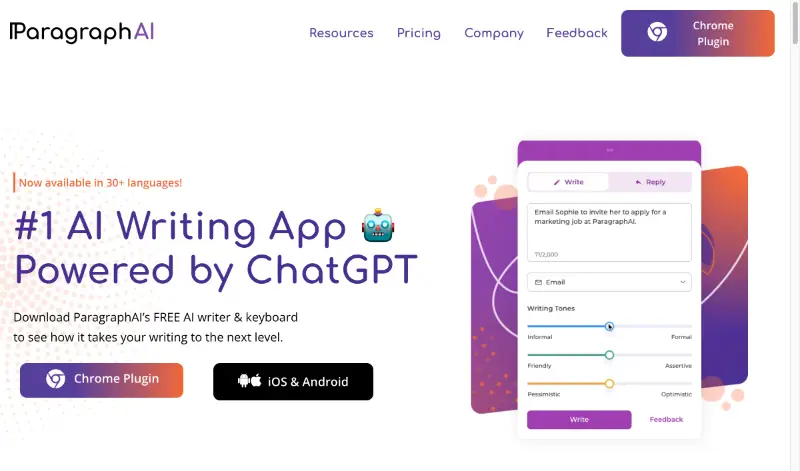 ParagraphAI
Resources
Pricing
Company
Feedback
Chrome
Plugin
Now available in 30+ languages!
#1 AI Writing App
Powered by ChatGPT
Download ParagraphAI's FREE AI writer & keyboard
to see how it takes your writing to the next level.
Chrome Plugin
iOS & Android
Write
Reply
Email Sophie to invite her to apply for a
marketing job at ParagraphAI.
71/2,000
Email
Writing Tones
Informal
Formal
Friendly
Assertive
Pessimistic
Optimistic
Write
Feedback